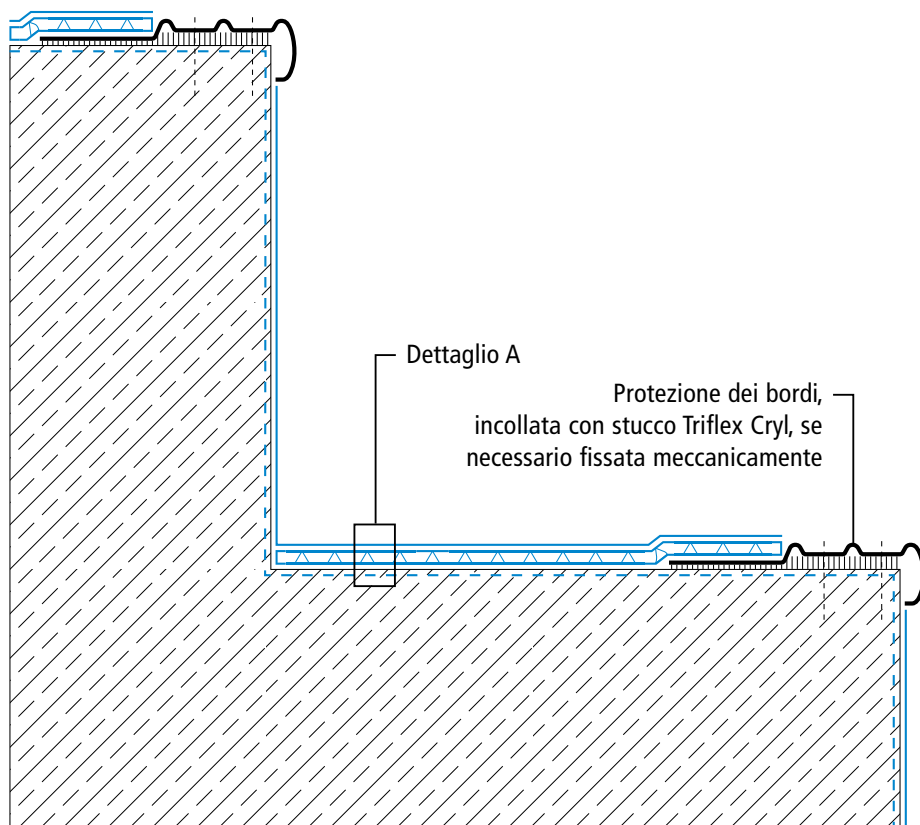 Dettaglio A
Protezione dei bordi,
incollata con stucco Triflex Cryl, se
necessario fissata meccanicamente